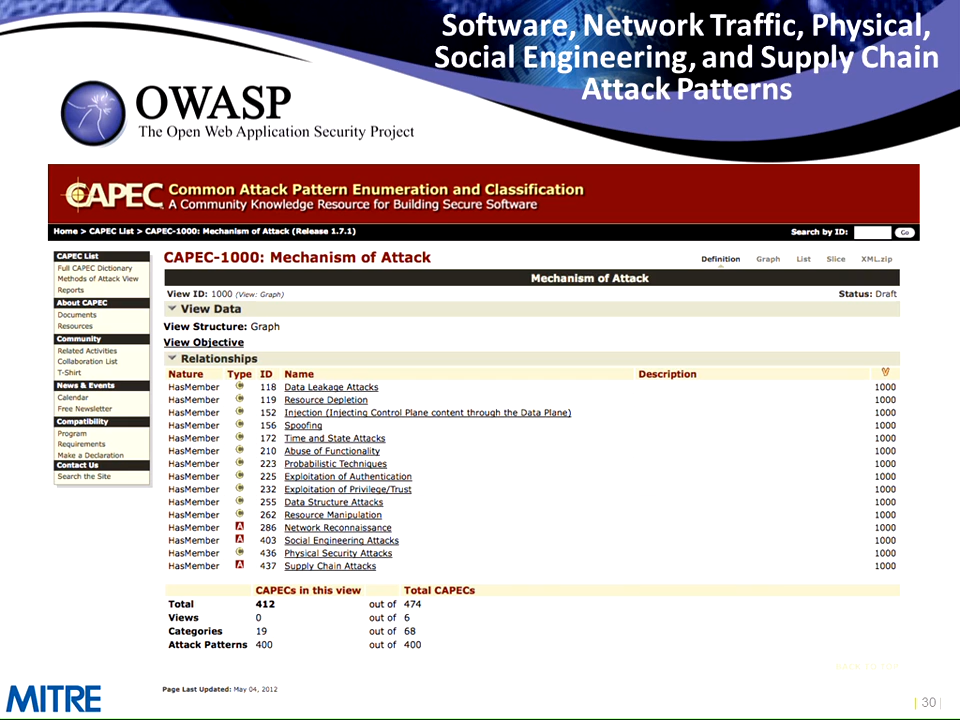 Software, Network Traffic, Physical,
Social Engineering, and Supply Chain
Attack Patterns
OWASP
The Open Web Application Security Project
CAPEC Common Attack Pattern Enumeration and Classification
A Community Knowledge Resource for Building Secure Software
Home > CAPEC List > CAPEC-1000: Mechanism of Attack (Release 1.7.1) Search by ID: Go
CAPEC List
Full CAPEC Dictionary
Methods of Attack View
Reports
About CAPEC
Documents
Resources
Community
Related Activities
Collaboration List
T-Shirt
News & Events
Calendar
Free Newsletter
Compatibility
Program
Requirements
Make a Declaration
Contact Us
Search the Site
CAPEC-1000: Mechanism of Attack
Definition Graph List Slice XML.zip
Mechanism of Attack
View ID: 1000 (View: Graph) Status: Draft
View Data
View Structure: Graph
View Objective
Relationships
Nature Type ID Name Description V
HasMember C 118 Data Leakage Attacks 1000
HasMember C 119 Resource Depletion 1000
HasMember C 152 Injection (Injecting Control Plane content through the Data Plane) 1000
HasMember C 156 Spoofing 1000
HasMember C 172 Time and State Attacks 1000
HasMember C 210 Abuse of Functionality 1000
HasMember C 223 Probabilistic Techniques 1000
HasMember C 225 Exploitation of Authentication 1000
HasMember C 232 Exploitation of Privilege/Trust 1000
HasMember C 255 Data Structure Attacks 1000
HasMember C 262 Resource Manipulation 1000
HasMember A 286 Network Reconnaissance 1000
HasMember A 403 Social Engineering Attacks 1000
HasMember C 436 Physical Security Attacks 1000
HasMember A 437 Supply Chain Attacks 1000
CAPECs in this view Total CAPECs
Total 412 out of 474
Views 0 out of 6
Categories 19 out of 68
Attack Patterns 400 out of 400
BACK TO TOP
Page Last Updated: May 04, 2012
MITRE
| 30 |